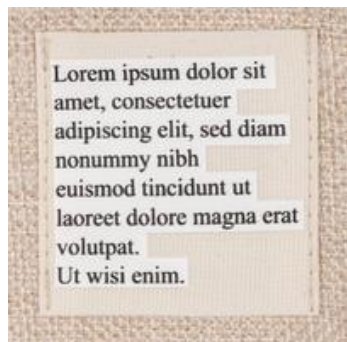 Lorem ipsum dolor sit
amet, consectetuer
adipiscing elit, sed diam
nonummy nibh
euismod tincidunt ut
laoreet dolore magna erat
volutpat.
Ut wisi enim.